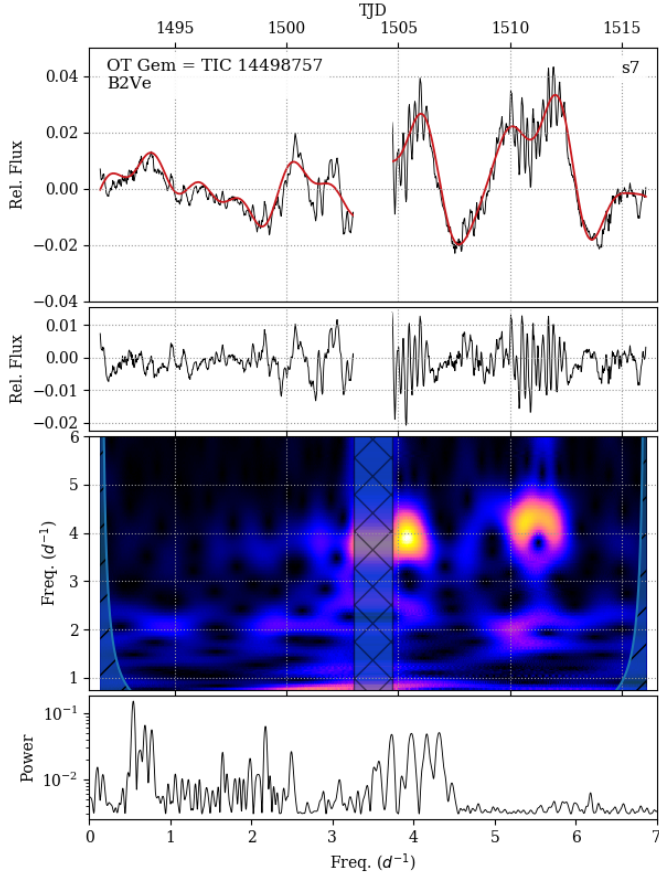 TJD
1495 1500 1505 1510 1515
OT Gem = TIC 14498757 s7
B2Ve
Rel. Flux
0.04
0.02
0.00
−0.02
−0.04
Rel. Flux
0.01
0.00
−0.01
−0.02
Freq. (d⁻¹)
6
5
4
3
2
1
Power
10⁻¹
10⁻²
0 1 2 3 4 5 6 7
Freq. (d⁻¹)